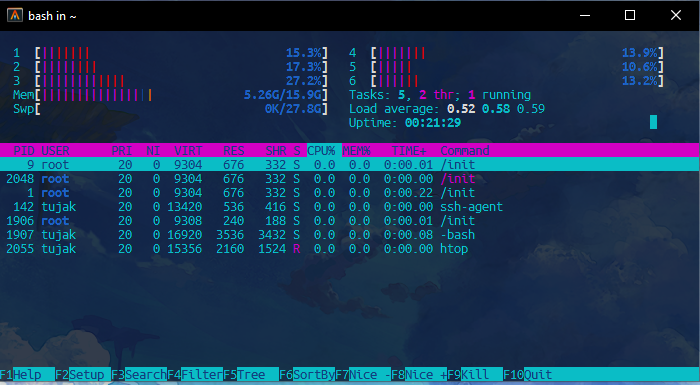 bash in ~
1 [||||||| 15.3%] 4 [||||||| 13.9%]
2 [|||||||| 17.3%] 5 [||||| 10.6%]
3 [|||||||||||| 27.2%] 6 [|||||| 13.2%]
Mem[|||||||||||||||| 5.26G/15.9G] Tasks: 5, 2 thr; 1 running
Swp[ 0K/27.8G] Load average: 0.52 0.58 0.59
Uptime: 00:21:29
PID USER PRI NI VIRT RES SHR S CPU% MEM% TIME+ Command
9 root 20 0 9304 676 332 S 0.0 0.0 0:00.01 /init
2048 root 20 0 9304 676 332 S 0.0 0.0 0:00.00 /init
1 root 20 0 9304 676 332 S 0.0 0.0 0:00.22 /init
142 tujak 20 0 13420 536 416 S 0.0 0.0 0:00.00 ssh-agent
1906 root 20 0 9308 240 188 S 0.0 0.0 0:00.01 /init
1907 tujak 20 0 16920 3536 3432 S 0.0 0.0 0:00.08 -bash
2055 tujak 20 0 15356 2160 1524 R 0.0 0.0 0:00.00 htop
F1Help F2Setup F3SearchF4FilterF5Tree F6SortByF7Nice -F8Nice +F9Kill F10Quit